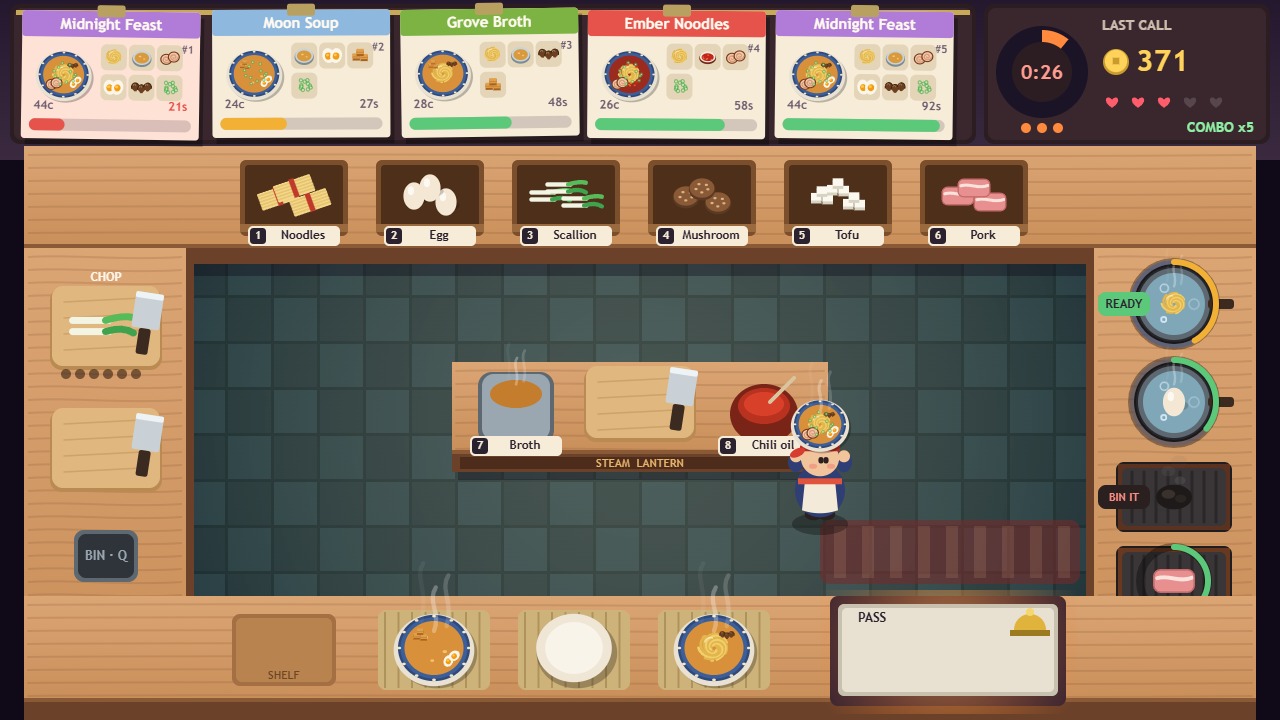 Midnight Feast
#1
44c
21s
Moon Soup
#2
24c
27s
Grove Broth
#3
28c
48s
Ember Noodles
#4
26c
58s
Midnight Feast
#5
44c
92s
0:26
LAST CALL
371
COMBO x5
1 Noodles
2 Egg
3 Scallion
4 Mushroom
5 Tofu
6 Pork
CHOP
READY
7 Broth
8 Chili oil
STEAM LANTERN
BIN IT
BIN · Q
SHELF
PASS